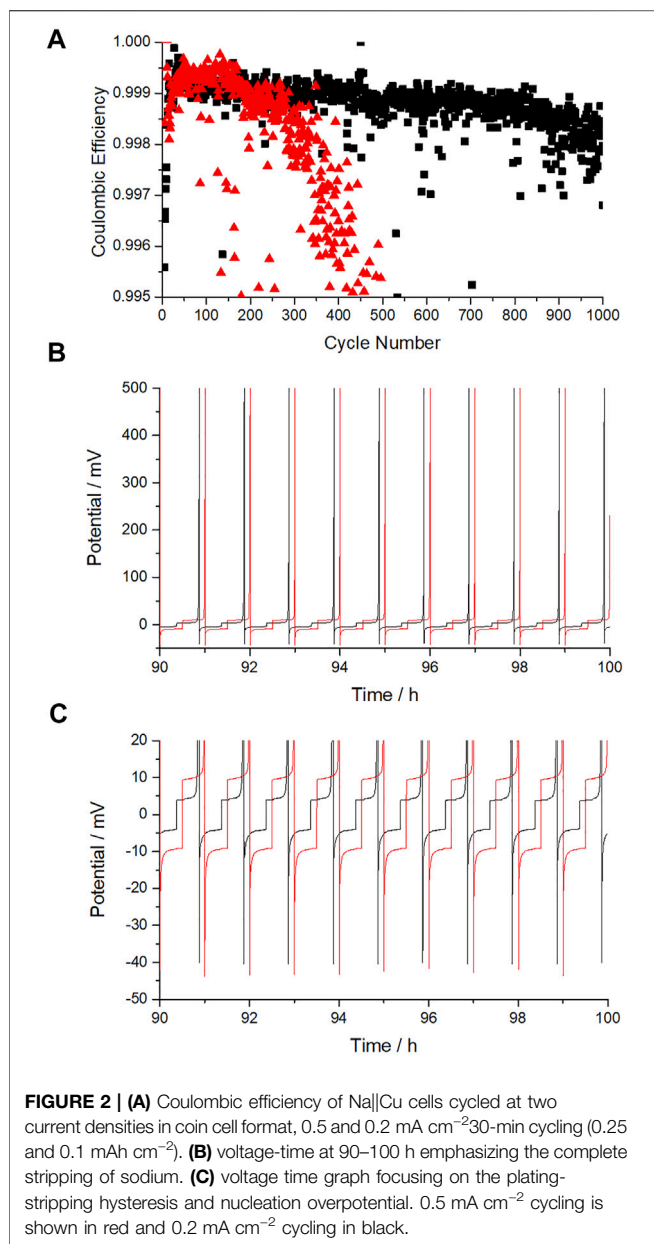 A
1.000
0.999
0.998
0.997
0.996
0.995
Coulombic Efficiency
0 100 200 300 400 500 600 700 800 900 1000
Cycle Number
B
500
400
300
200
100
0
Potential / mV
90 92 94 96 98 100
Time / h
C
20
10
0
-10
-20
-30
-40
-50
Potential / mV
90 92 94 96 98 100
Time / h
FIGURE 2 | (A) Coulombic efficiency of Na||Cu cells cycled at two
current densities in coin cell format, 0.5 and 0.2 mA cm⁻²30-min cycling (0.25
and 0.1 mAh cm⁻²). (B) voltage-time at 90–100 h emphasizing the complete
stripping of sodium. (C) voltage time graph focusing on the plating-
stripping hysteresis and nucleation overpotential. 0.5 mA cm⁻² cycling is
shown in red and 0.2 mA cm⁻² cycling in black.